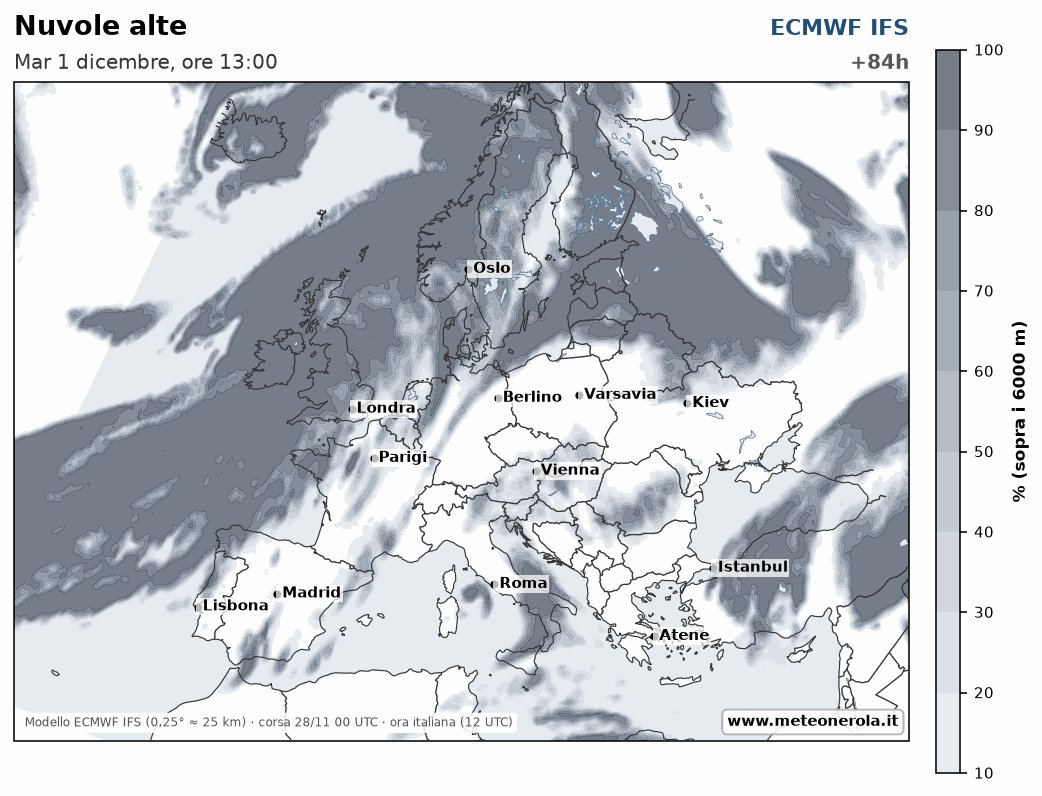 Nuvole alte
ECMWF IFS
Mar 1 dicembre, ore 13:00
+84h
100
90
80
70
60
50
40
30
20
10
% (sopra i 6000 m)
Oslo
Berlino
Varsavia
Kiev
Londra
Parigi
Vienna
Istanbul
Roma
Madrid
Lisbona
Atene
Modello ECMWF IFS (0,25° ≈ 25 km) · corsa 28/11 00 UTC · ora italiana (12 UTC)
www.meteonerola.it